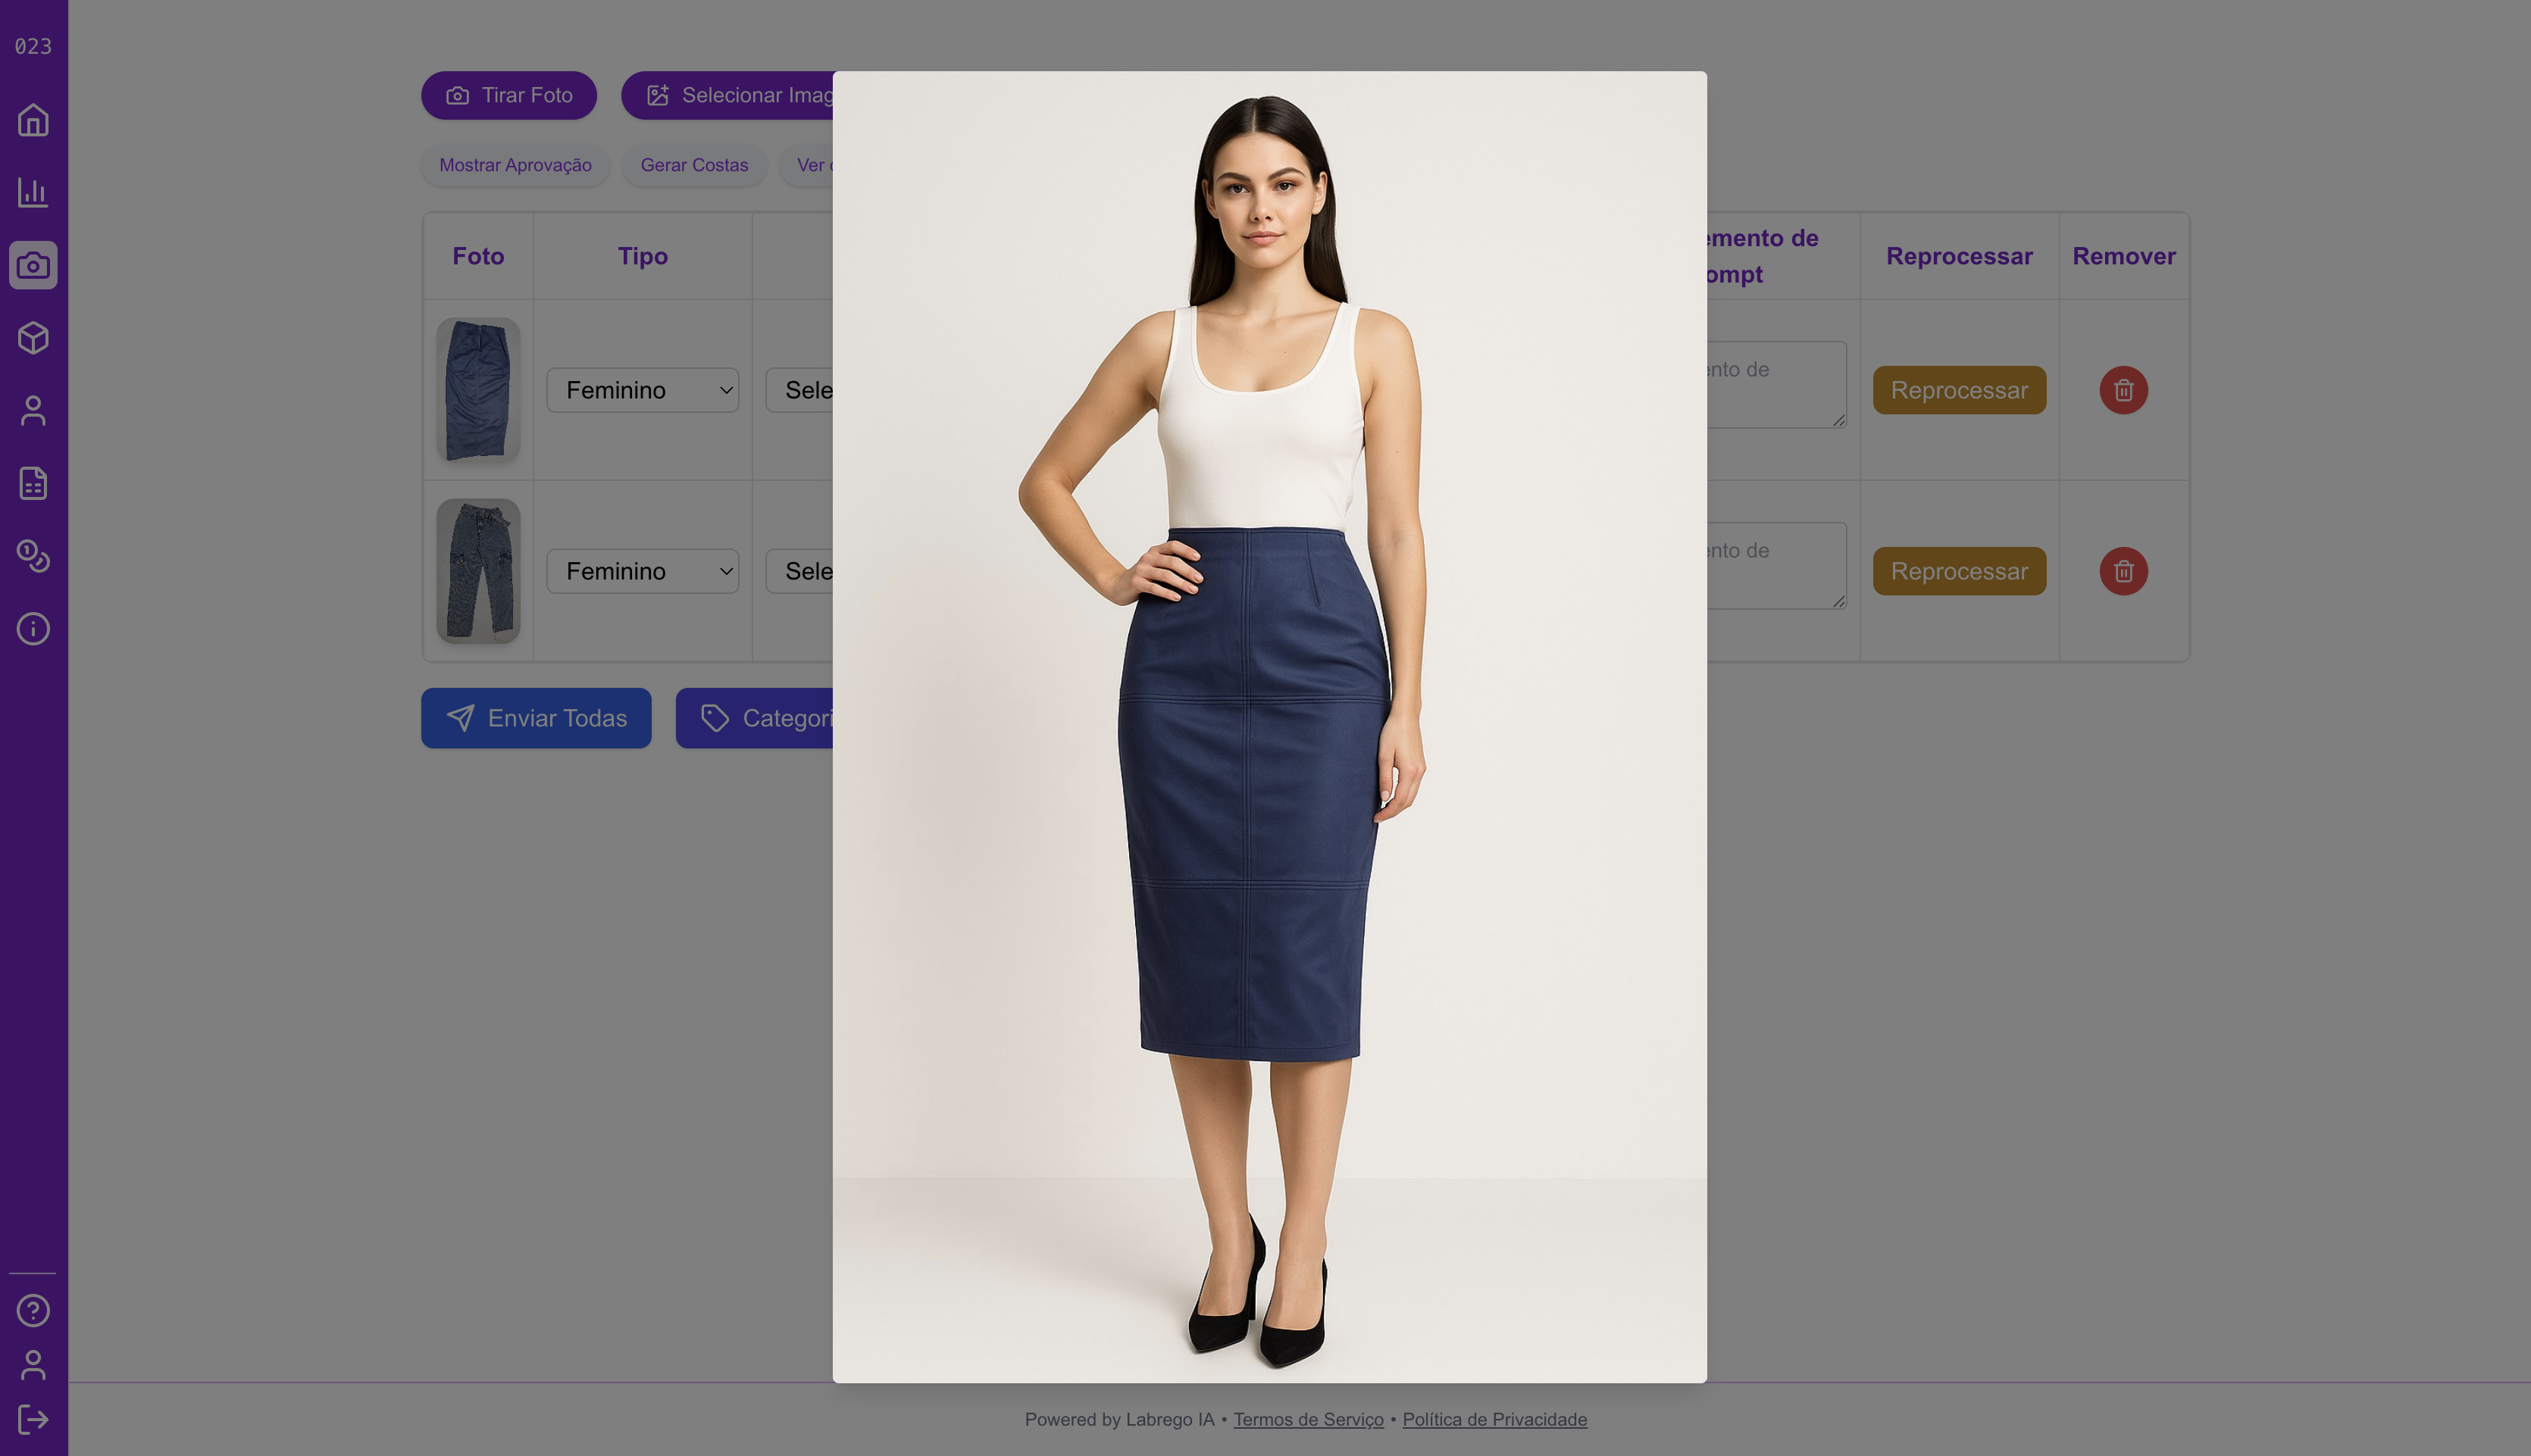 023
Tirar Foto
Selecionar Imag
Mostrar Aprovação
Gerar Costas
Ver
Foto
Tipo
emento de
ompt
Reprocessar
Remover
Feminino
Sele
ento de
Reprocessar
Feminino
Sele
ento de
Reprocessar
Enviar Todas
Categori
Powered by Labrego IA • Termos de Serviço • Política de Privacidade